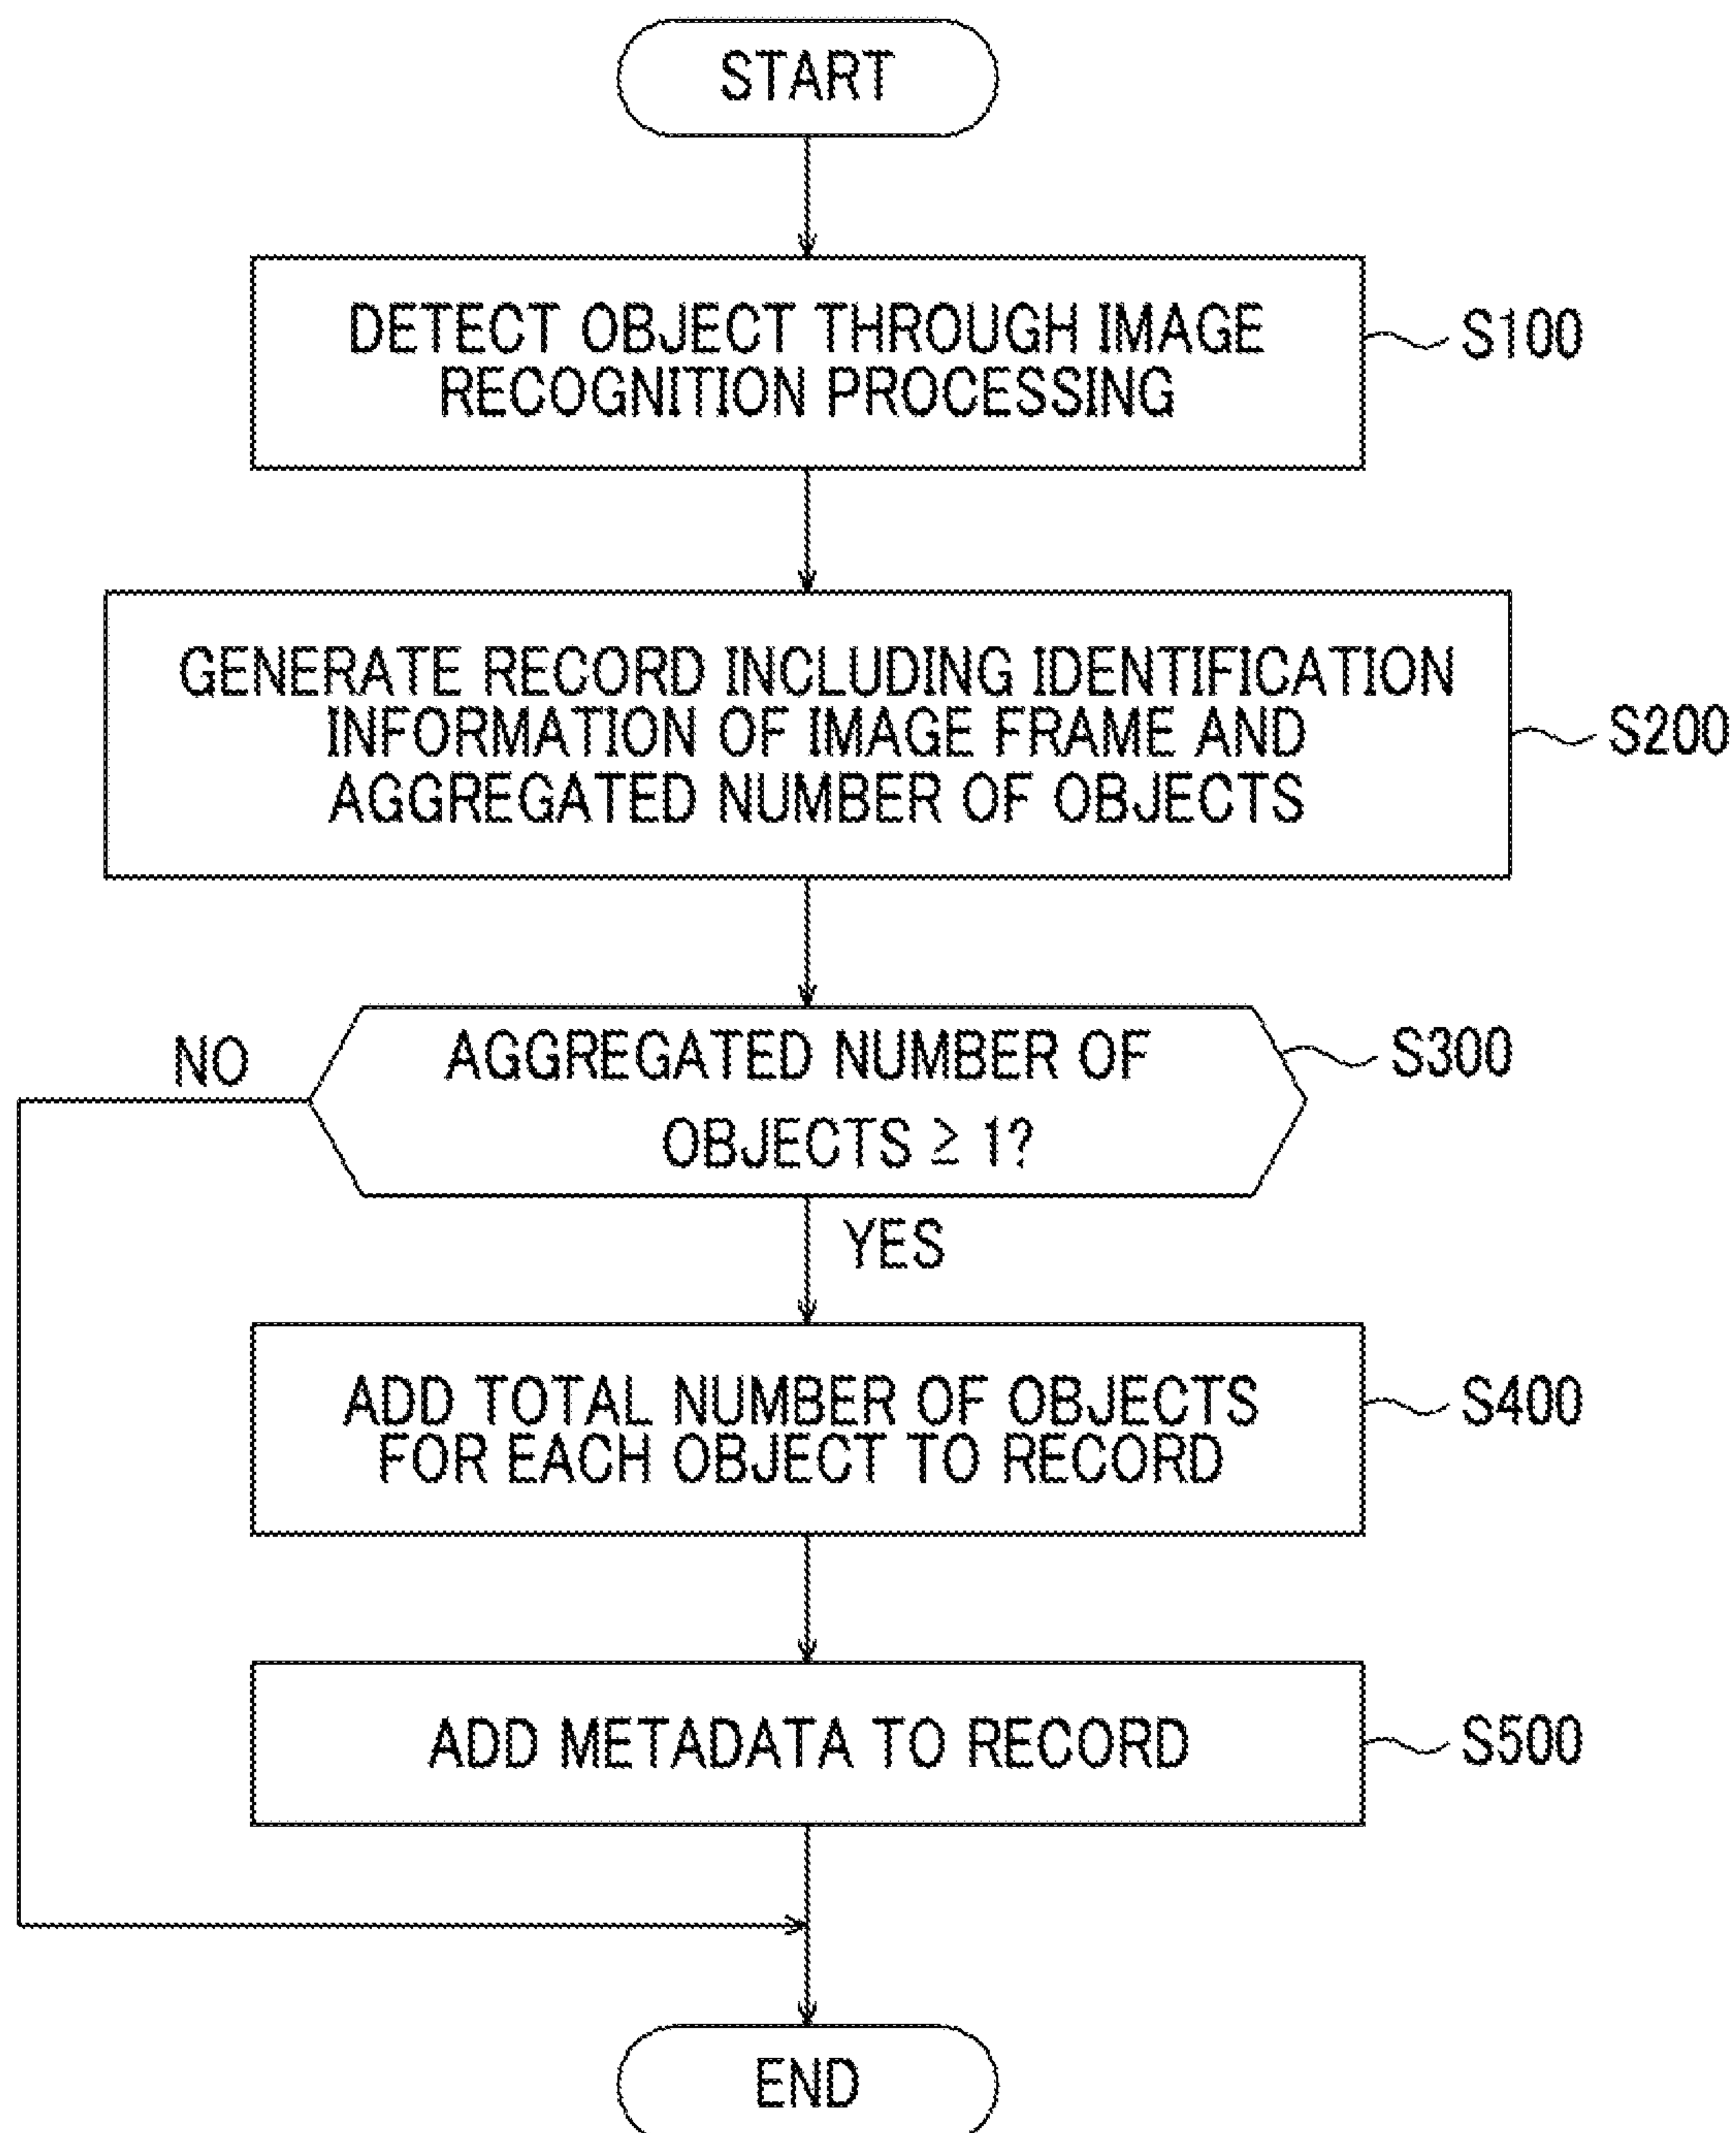 START
DETECT OBJECT THROUGH IMAGE
RECOGNITION PROCESSING
S100
GENERATE RECORD INCLUDING IDENTIFICATION
INFORMATION OF IMAGE FRAME AND
AGGREGATED NUMBER OF OBJECTS
S200
AGGREGATED NUMBER OF
OBJECTS ≧ 1?
S300
NO
YES
ADD TOTAL NUMBER OF OBJECTS
FOR EACH OBJECT TO RECORD
S400
ADD METADATA TO RECORD
S500
END